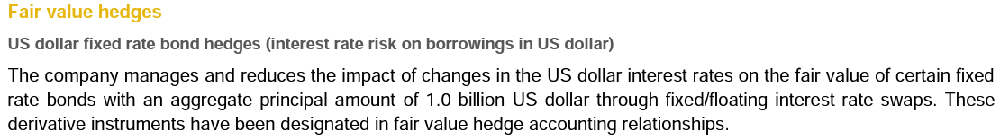 Fair value hedges
US dollar fixed rate bond hedges (interest rate risk on borrowings in US dollar)
The company manages and reduces the impact of changes in the US dollar interest rates on the fair value of certain fixed
rate bonds with an aggregate principal amount of 1.0 billion US dollar through fixed/floating interest rate swaps. These
derivative instruments have been designated in fair value hedge accounting relationships.